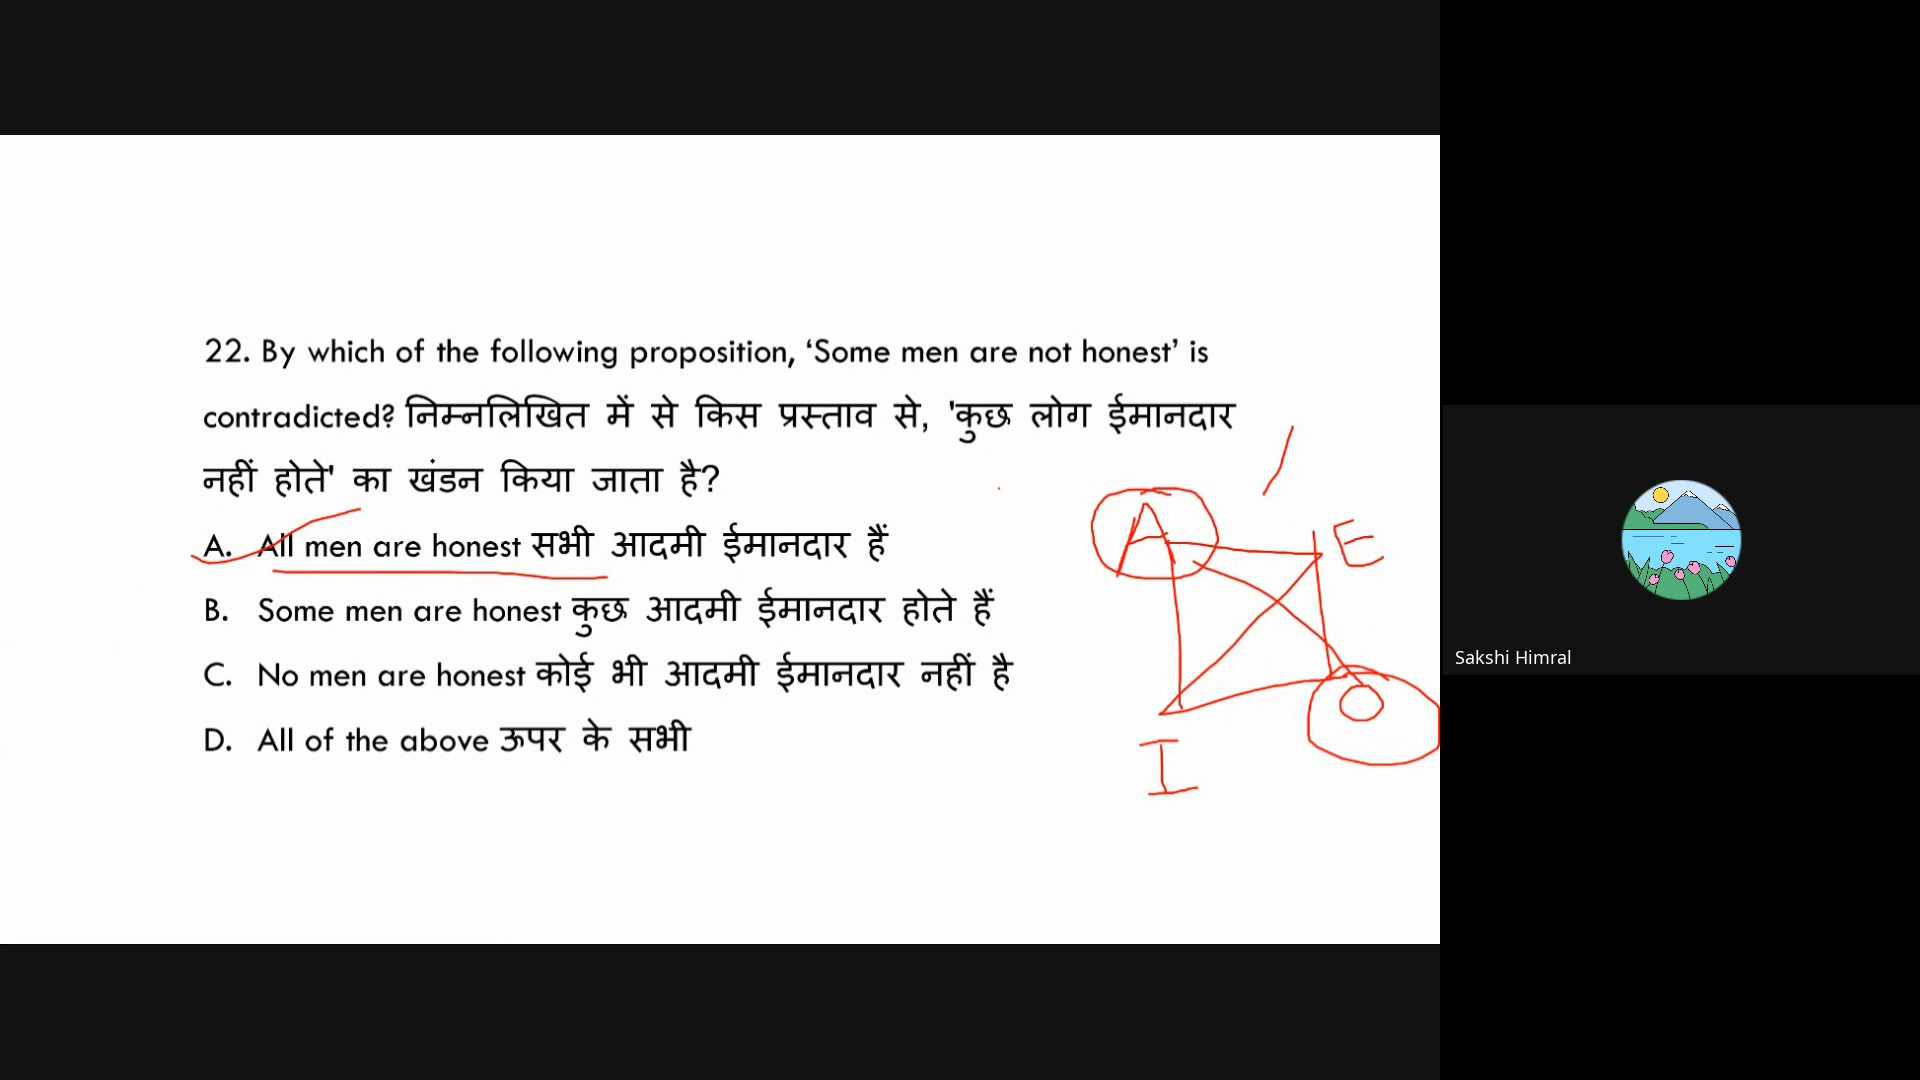 22. By which of the following proposition, ‘Some men are not honest’ is
contradicted? निम्नलिखित में से किस प्रस्ताव से, 'कुछ लोग ईमानदार
नहीं होते' का खंडन किया जाता है?
A. All men are honest सभी आदमी ईमानदार हैं
B. Some men are honest कुछ आदमी ईमानदार होते हैं
C. No men are honest कोई भी आदमी ईमानदार नहीं है
D. All of the above ऊपर के सभी
A E
I O
Sakshi Himral